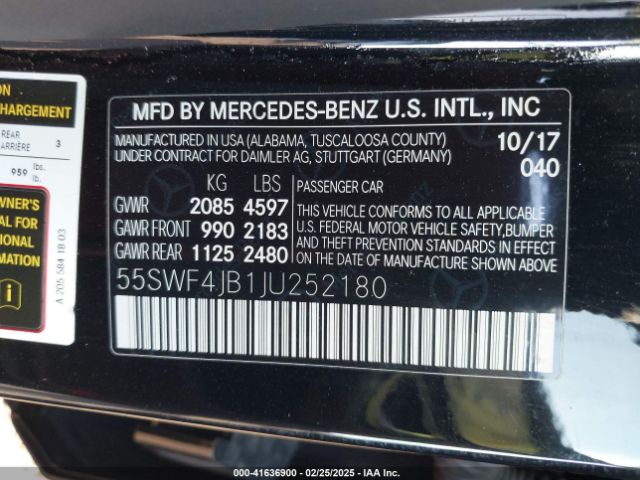 ON
CHARGEMENT
REAR
ARRIÈRE
3
959 lbs.
lb.
WNER'S
AL FOR
IONAL
MATION
A 205 584 18 03
MFD BY MERCEDES-BENZ U.S. INTL., INC
MANUFACTURED IN USA (ALABAMA, TUSCALOOSA COUNTY)
UNDER CONTRACT FOR DAIMLER AG, STUTTGART (GERMANY)
10/17
040
KG LBS
GVWR 2085 4597
GAWR FRONT 990 2183
GAWR REAR 1125 2480
PASSENGER CAR
THIS VEHICLE CONFORMS TO ALL APPLICABLE
U.S. FEDERAL MOTOR VEHICLE SAFETY,BUMPER
AND THEFT PREVENTION STANDARDS IN EFFECT
ON THE DATE OF MANUFACTURE SHOWN ABOVE.
55SWF4JB1JU252180
000-41636900 - 02/25/2025 - IAA Inc.